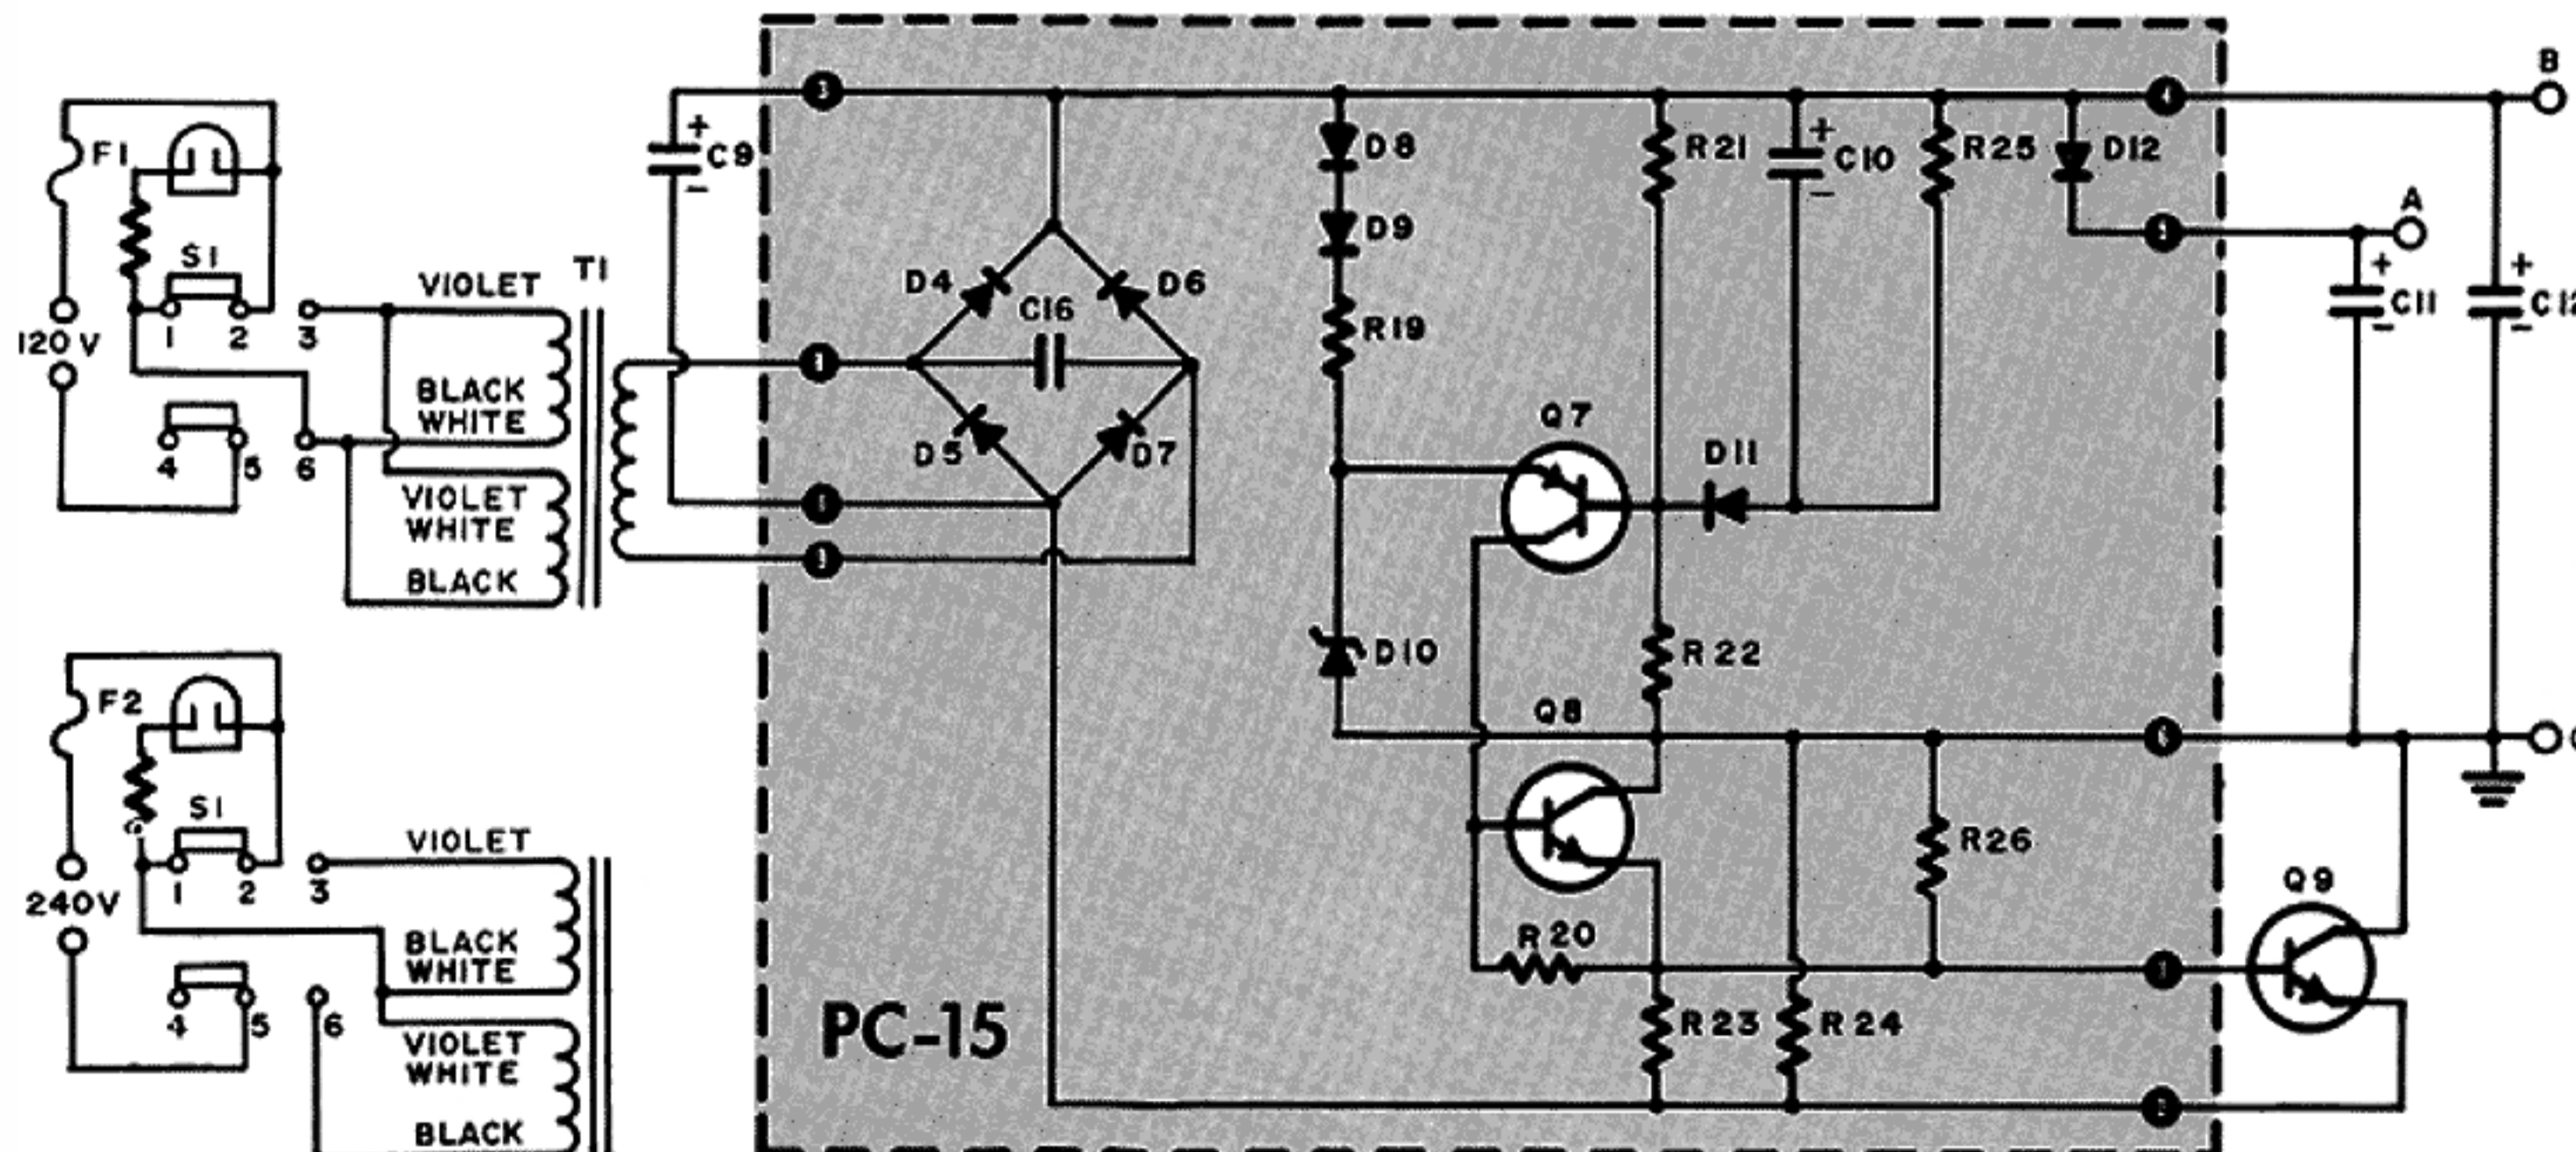 B
F1
+
C9
-
D8
R21
+
C10
-
R25
D12
A
D9
S1
T1
VIOLET
D4
C16
D6
+
C11
-
+
-
120 V
1
2
3
R19
BLACK
WHITE
Q7
4
5
6
D5
D7
D11
VIOLET
WHITE
BLACK
D10
R22
F2
Q8
S1
VIOLET
R26
240V
1
2
3
Q9
BLACK
WHITE
R20
4
5
6
PC-15
R23
R24
VIOLET
WHITE
BLACK